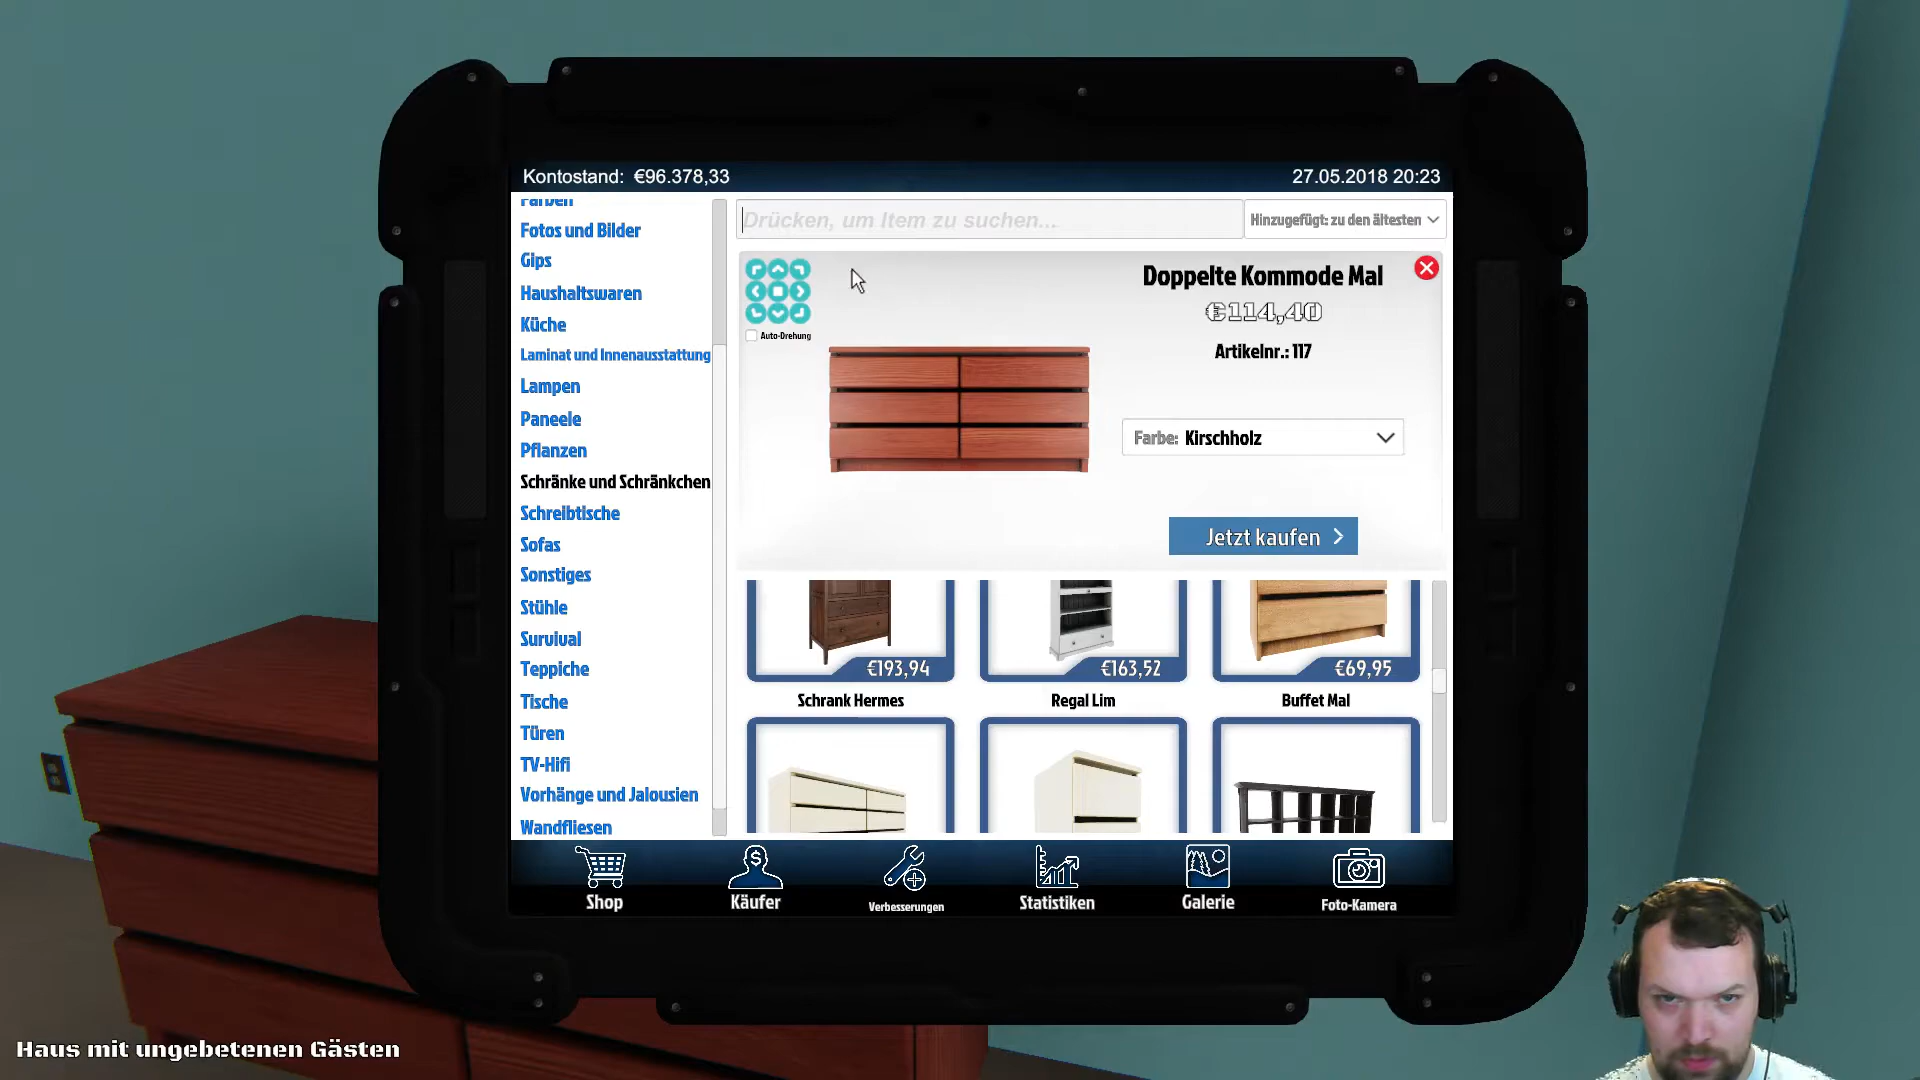 Kontostand: €96.378,33
27.05.2018 20:23
Farben
Fotos und Bilder
Gips
Haushaltswaren
Küche
Laminat und Innenausstattung
Lampen
Paneele
Pflanzen
Schränke und Schränkchen
Schreibtische
Sofas
Sonstiges
Stühle
Survival
Teppiche
Tische
Türen
TV-Hifi
Vorhänge und Jalousien
Wandfliesen
Drücken, um Item zu suchen...
Hinzugefügt: zu den ältesten
Auto-Drehung
Doppelte Kommode Mal
€114,40
Artikelnr.: 117
Farbe: Kirschholz
Jetzt kaufen
€193,94
€163,52
€69,95
Schrank Hermes
Regal Lim
Buffet Mal
Shop
Käufer
Verbesserungen
Statistiken
Galerie
Foto-Kamera
Haus mit ungebetenen Gästen